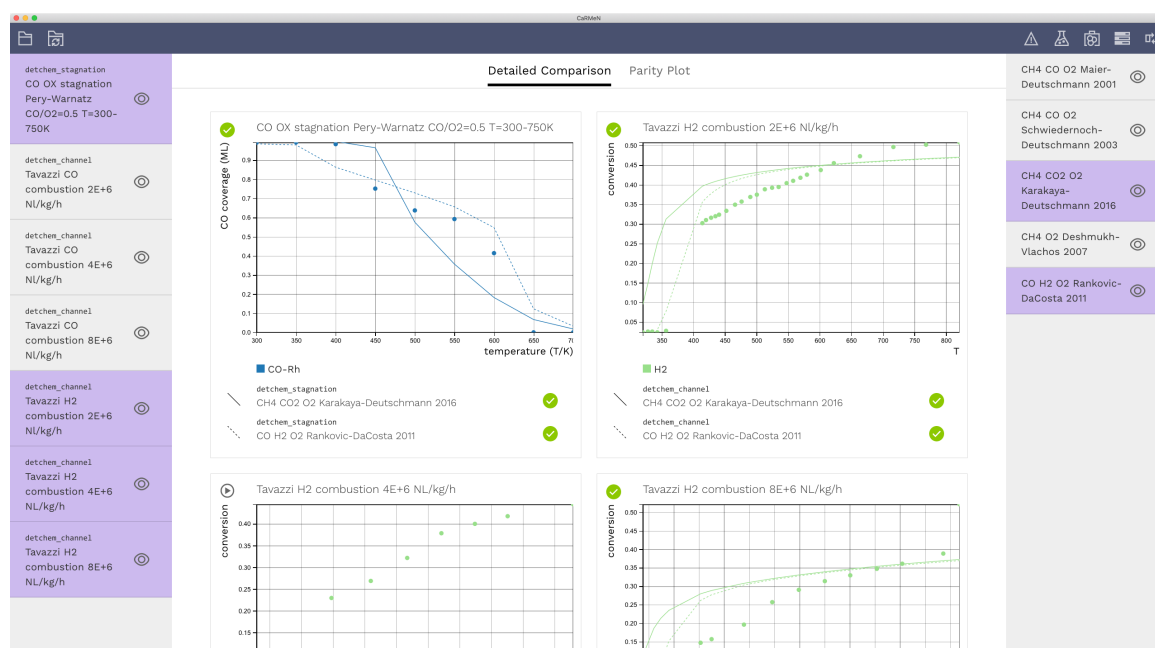 CaRMeN
detchem_stagnation
CO OX stagnation
Pery-Warnatz
CO/O2=0.5 T=300-
750K
detchem_channel
Tavazzi CO
combustion 2E+6
Nl/kg/h
detchem_channel
Tavazzi CO
combustion 4E+6
Nl/kg/h
detchem_channel
Tavazzi CO
combustion 8E+6
Nl/kg/h
detchem_channel
Tavazzi H2
combustion 2E+6
Nl/kg/h
detchem_channel
Tavazzi H2
combustion 4E+6
NL/kg/h
detchem_channel
Tavazzi H2
combustion 8E+6
NL/kg/h
Detailed Comparison Parity Plot
CO OX stagnation Pery-Warnatz CO/O2=0.5 T=300-750K
CO coverage (ML)
0.9
0.8
0.7
0.6
0.5
0.4
0.3
0.2
0.1
0.0
300 350 400 450 500 550 600 650 70
temperature (T/K)
CO-Rh
detchem_stagnation
CH4 CO2 O2 Karakaya-Deutschmann 2016
detchem_stagnation
CO H2 O2 Rankovic-DaCosta 2011
Tavazzi H2 combustion 2E+6 Nl/kg/h
conversion
0.50
0.45
0.40
0.35
0.30
0.25
0.20
0.15
0.10
0.05
350 400 450 500 550 600 650 700 750 800
T
H2
detchem_channel
CH4 CO2 O2 Karakaya-Deutschmann 2016
detchem_channel
CO H2 O2 Rankovic-DaCosta 2011
Tavazzi H2 combustion 4E+6 NL/kg/h
conversion
0.40
0.35
0.30
0.25
0.20
0.15
Tavazzi H2 combustion 8E+6 NL/kg/h
conversion
0.50
0.45
0.40
0.35
0.30
0.25
0.20
0.15
CH4 CO O2 Maier-
Deutschmann 2001
CH4 CO O2
Schwiedernoch-
Deutschmann 2003
CH4 CO2 O2
Karakaya-
Deutschmann 2016
CH4 O2 Deshmukh-
Vlachos 2007
CO H2 O2 Rankovic-
DaCosta 2011